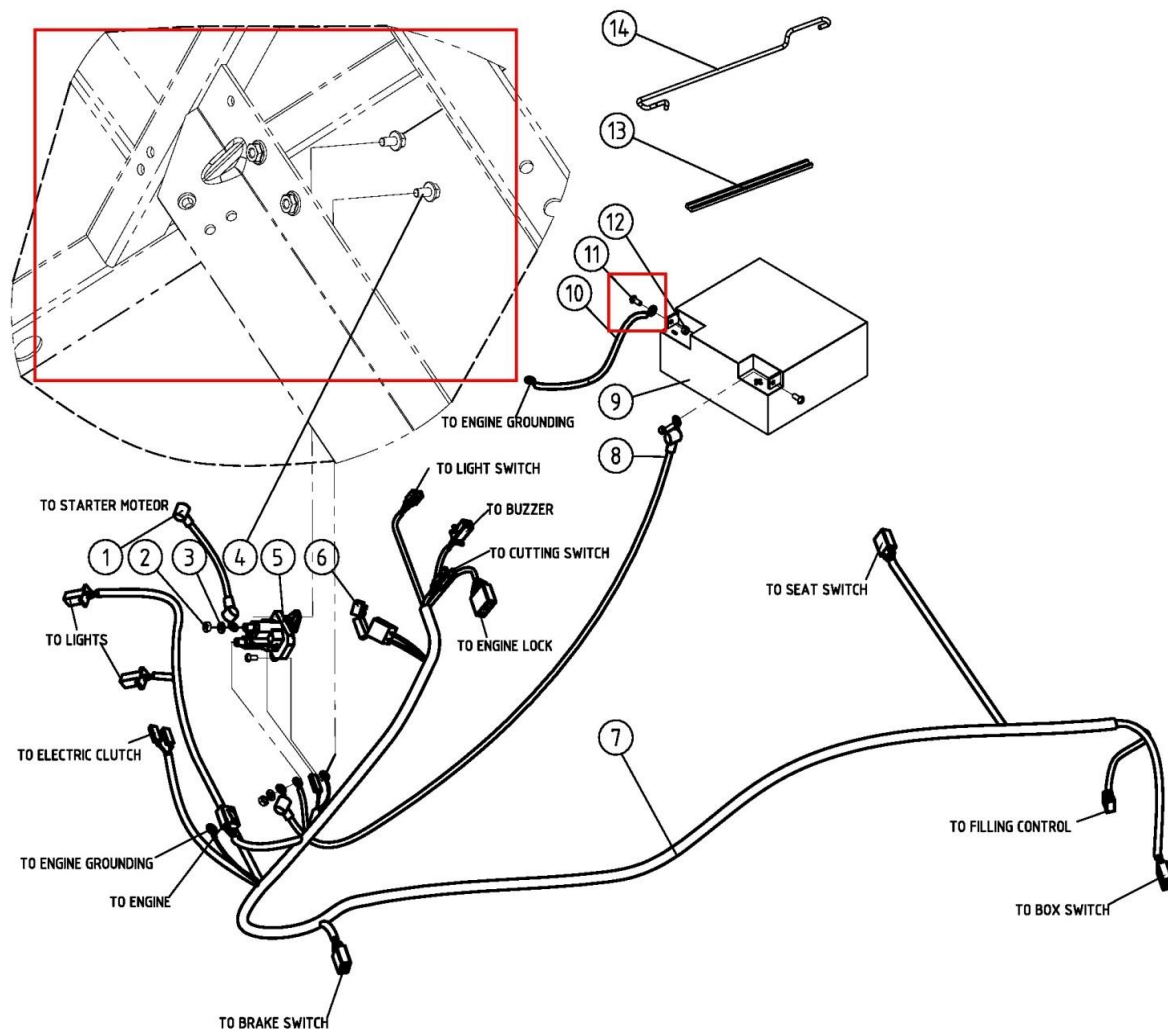 14
13
12
11
10
TO ENGINE GROUNDING
9
8
TO LIGHT SWITCH
TO STARTER MOTEOR
TO BUZZER
1
2
3
4
5
6
TO CUTTING SWITCH
TO SEAT SWITCH
TO LIGHTS
TO ENGINE LOCK
7
TO ELECTRIC CLUTCH
TO FILLING CONTROL
TO ENGINE GROUNDING
TO ENGINE
TO BOX SWITCH
TO BRAKE SWITCH